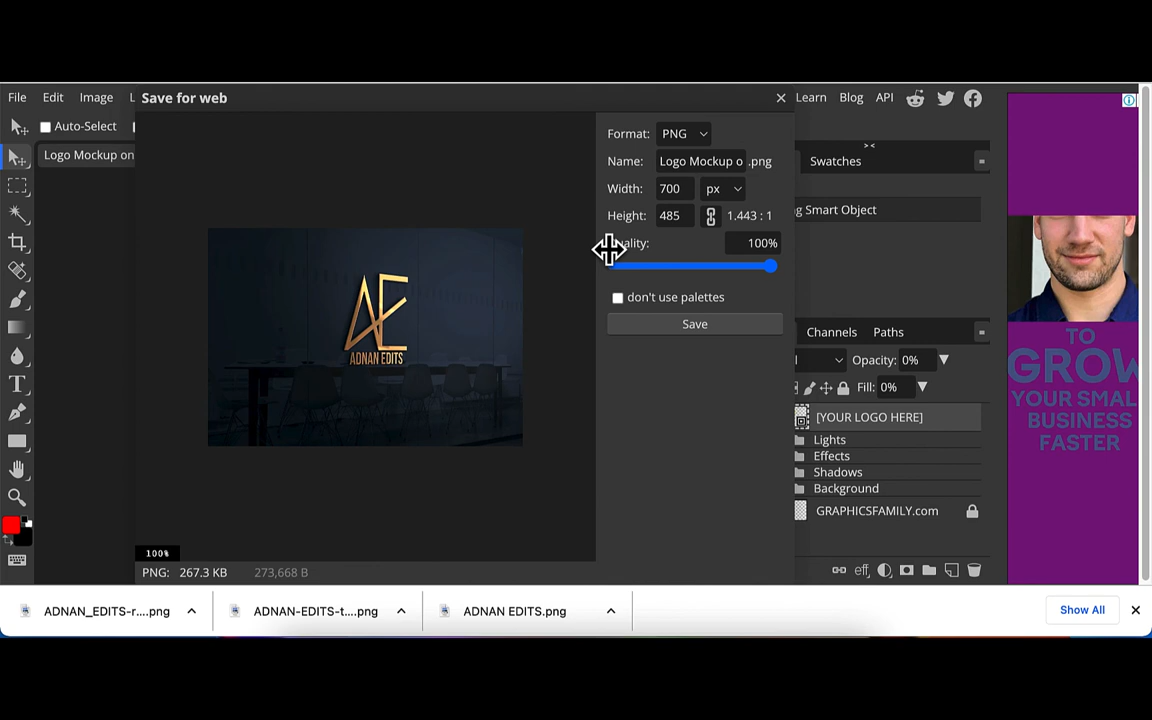 File Edit Image L
Save for web
Learn Blog API
Auto-Select
Logo Mockup on
Format: PNG
Name: Logo Mockup o .png
Width: 700 px
Height: 485 1.443 : 1
100%
don't use palettes
Save
Swatches
g Smart Object
Channels Paths
Opacity: 0%
Fill: 0%
[YOUR LOGO HERE]
Lights
Effects
Shadows
Background
GRAPHICSFAMILY.com
eff
AE
ADNAN EDITS
T
100%
PNG: 267.3 KB 273,668 B
TO
GROW
YOUR SMAL
BUSINESS
FASTER
ADNAN_EDITS-r....png
ADNAN-EDITS-t....png
ADNAN EDITS.png
Show All